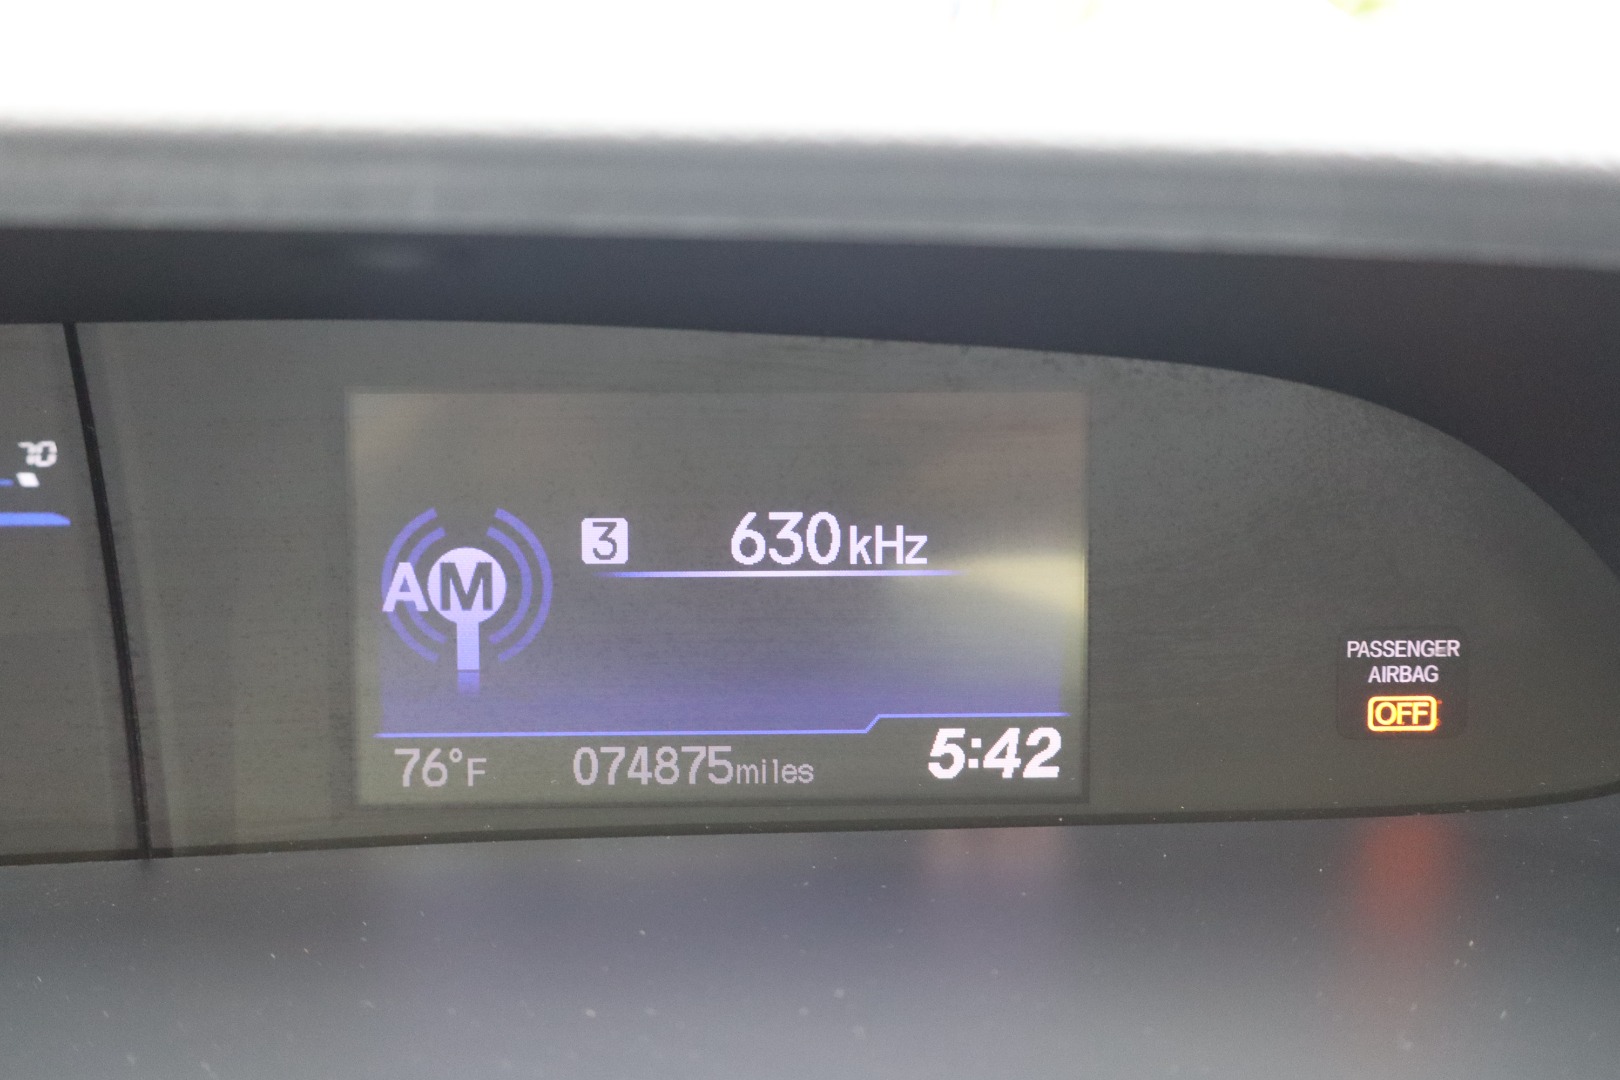 70
3 630kHz
AM
PASSENGER
AIRBAG
OFF
76°F 074875miles 5:42